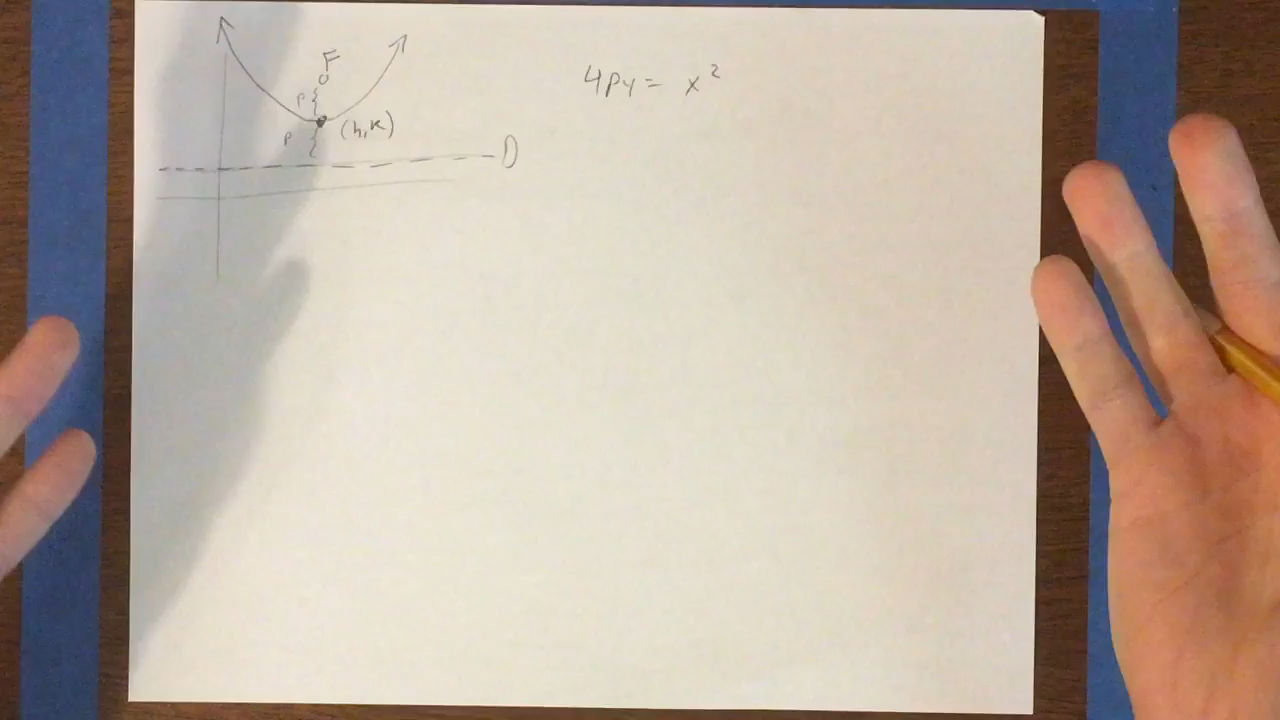 F
p
(h,k)
p
D
4py = x²